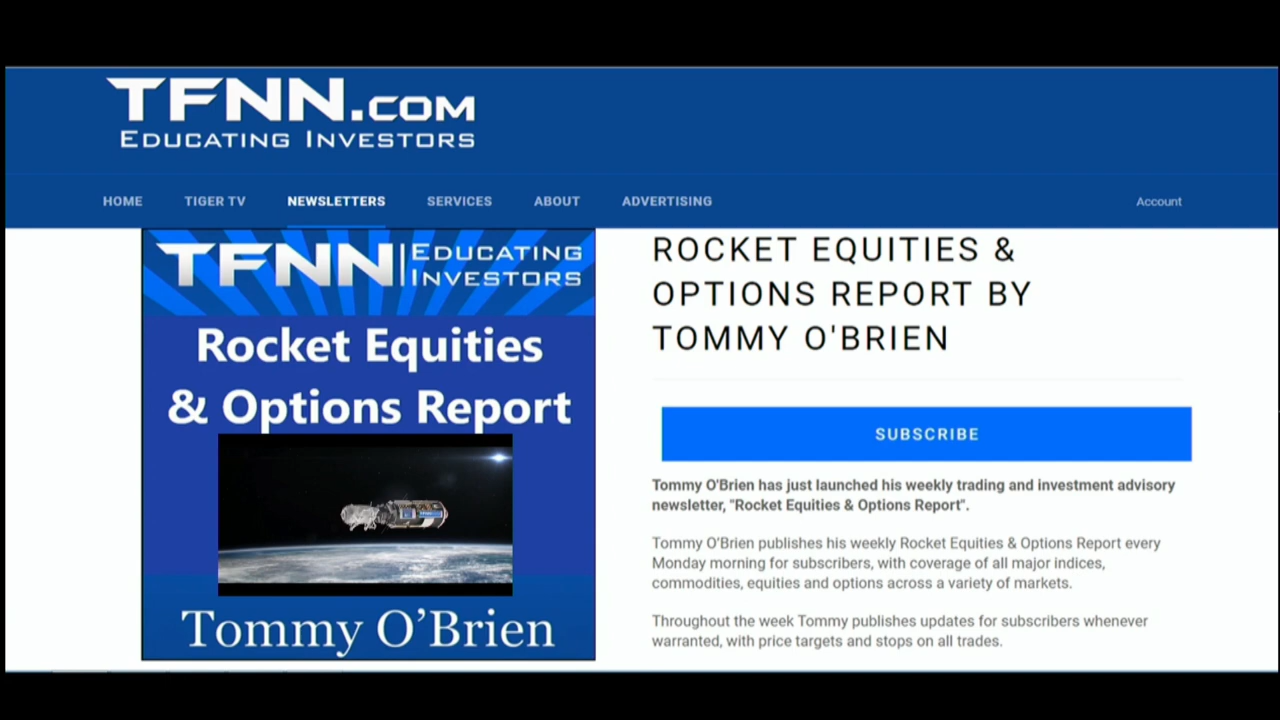 TFNN.COM
EDUCATING INVESTORS
HOME TIGER TV NEWSLETTERS SERVICES ABOUT ADVERTISING Account
TFNN EDUCATING
INVESTORS
Rocket Equities
& Options Report
Tommy O’Brien
ROCKET EQUITIES &
OPTIONS REPORT BY
TOMMY O'BRIEN
SUBSCRIBE
Tommy O'Brien has just launched his weekly trading and investment advisory
newsletter, "Rocket Equities & Options Report".
Tommy O'Brien publishes his weekly Rocket Equities & Options Report every
Monday morning for subscribers, with coverage of all major indices,
commodities, equities and options across a variety of markets.
Throughout the week Tommy publishes updates for subscribers whenever
warranted, with price targets and stops on all trades.